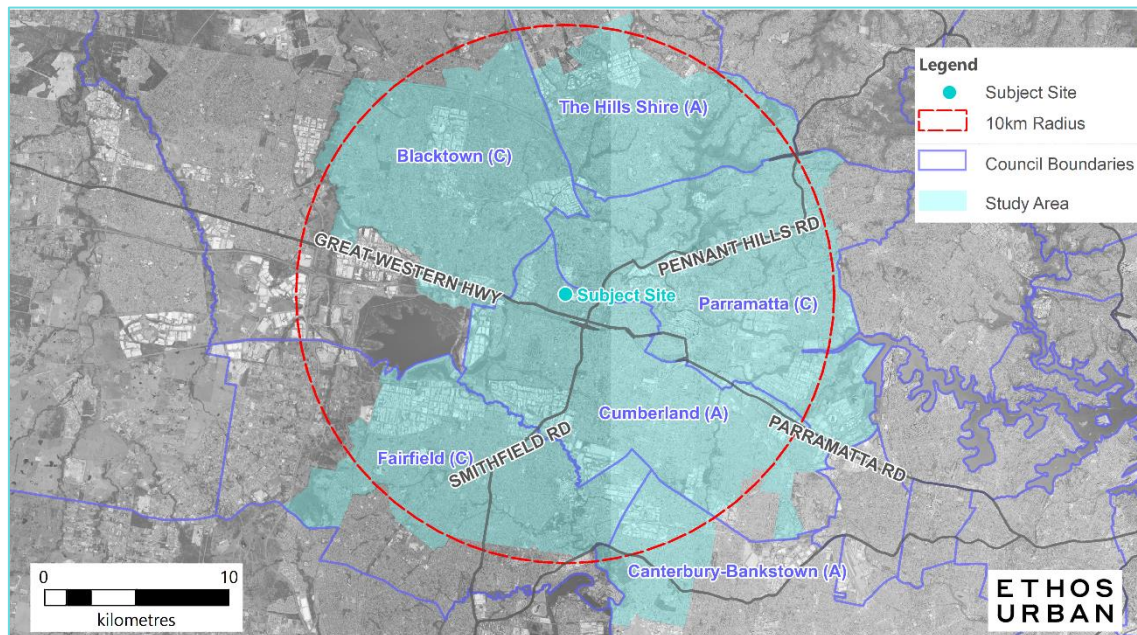 Legend
Subject Site
10km Radius
Council Boundaries
Study Area
The Hills Shire (A)
Blacktown (C)
GREAT WESTERN HWY
PENNANT HILLS RD
Subject Site
Parramatta (C)
Cumberland (A)
PARRAMATTA RD
SMITHFIELD RD
Fairfield (C)
Canterbury-Bankstown (A)
0 10
kilometres
ETHOS
URBAN